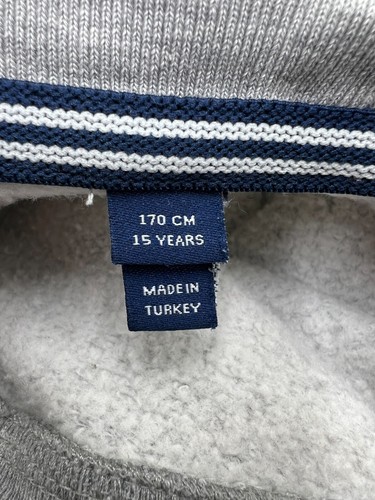 170 CM
15 YEARS
MADE IN
TURKEY